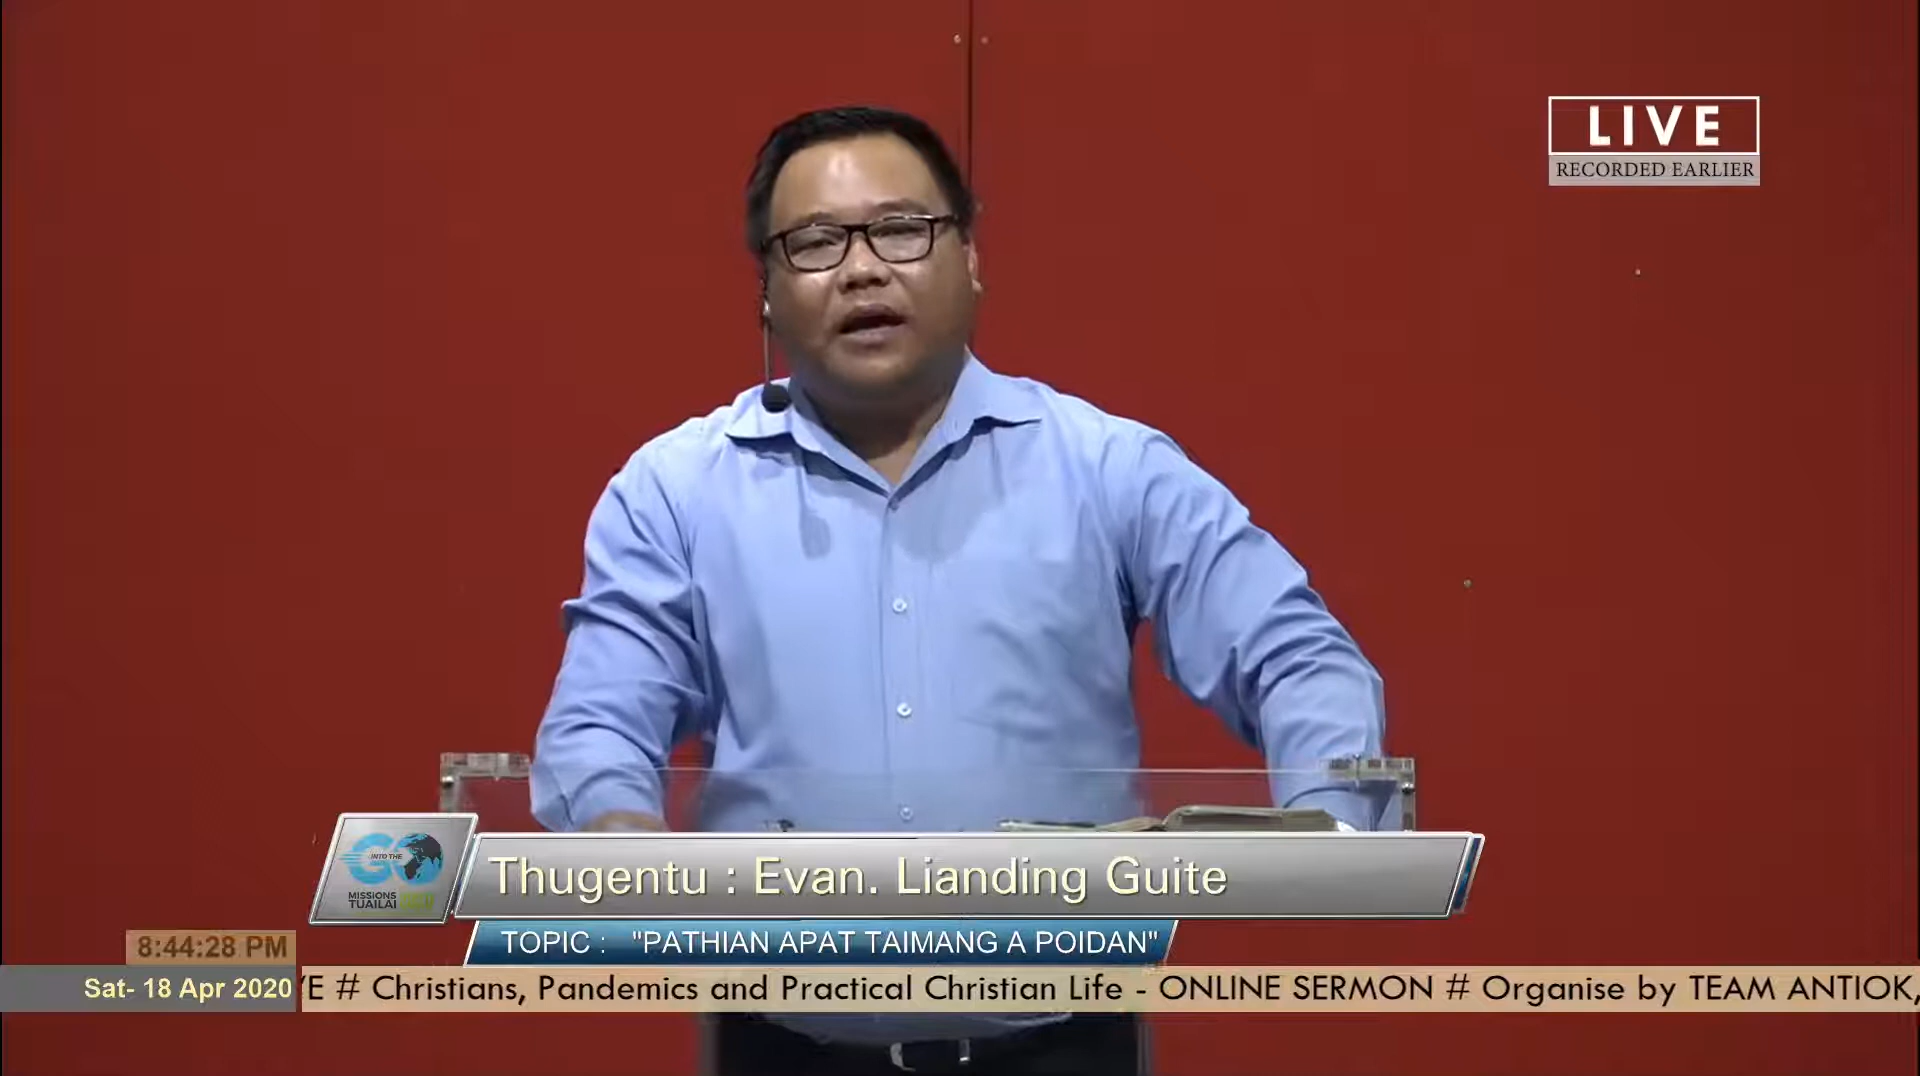 LIVE
RECORDED EARLIER
GO
INTO THE
MISSIONS
TUAILAI
Thugentu : Evan. Lianding Guite
TOPIC : "PATHIAN APAT TAIMANG A POIDAN"
8:44:28 PM
Sat- 18 Apr 2020
E # Christians, Pandemics and Practical Christian Life - ONLINE SERMON # Organise by TEAM ANTIOK,